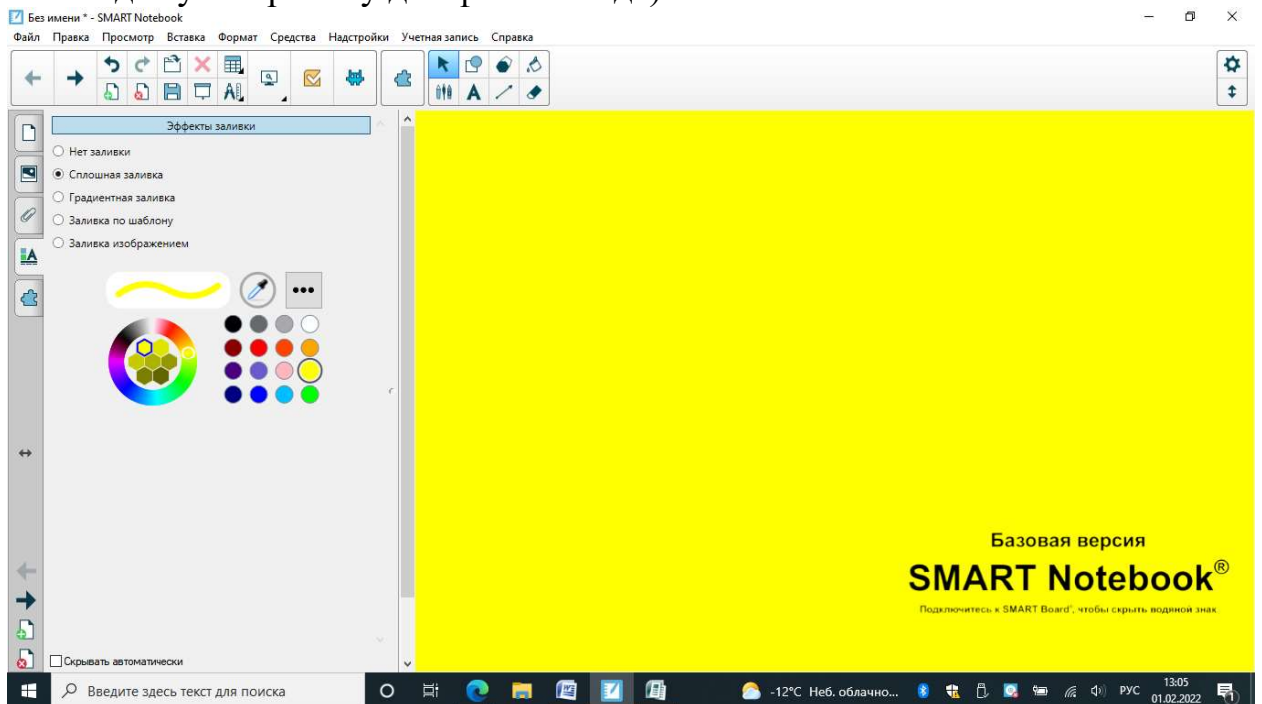 Без имени * - SMART Notebook
Файл Правка Просмотр Вставка Формат Средства Надстройки Учетная запись Справка
Эффекты заливки
Нет заливки
Сплошная заливка
Градиентная заливка
Заливка по шаблону
Заливка изображением
Базовая версия
SMART Notebook®
Подключитесь к SMART Board®, чтобы скрыть водяной знак
Скрывать автоматически
Введите здесь текст для поиска
-12°C Неб. облачно... РУС 13:05
01.02.2022